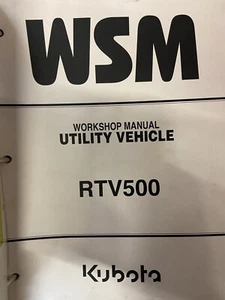 WSM
WORKSHOP MANUAL
UTILITY VEHICLE
RTV500
Kubota